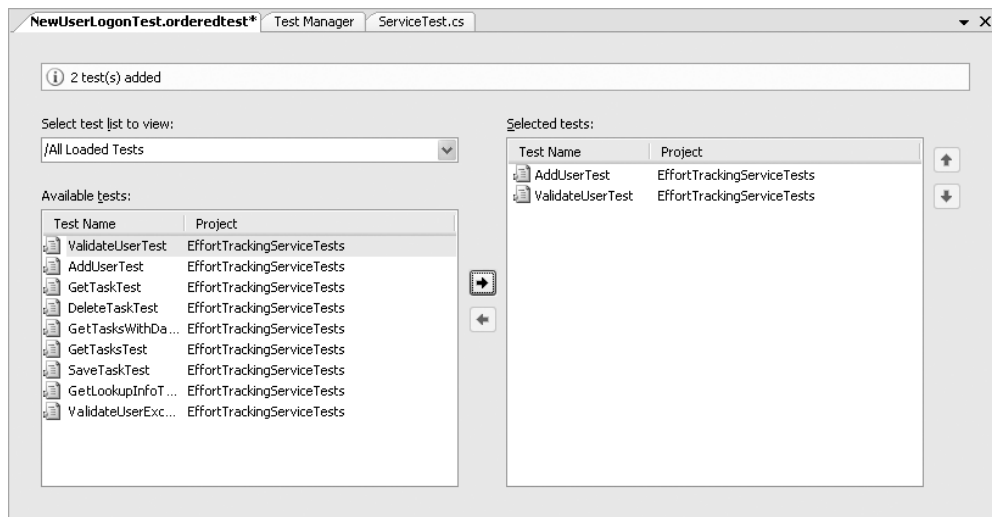 NewUserLogonTest.orderedtest* Test Manager ServiceTest.cs
2 test(s) added
Select test list to view:
/All Loaded Tests
Available tests:
Test Name Project
ValidateUserTest EffortTrackingServiceTests
AddUserTest EffortTrackingServiceTests
GetTaskTest EffortTrackingServiceTests
DeleteTaskTest EffortTrackingServiceTests
GetTasksWithDa... EffortTrackingServiceTests
GetTasksTest EffortTrackingServiceTests
SaveTaskTest EffortTrackingServiceTests
GetLookupInfoT... EffortTrackingServiceTests
ValidateUserExc... EffortTrackingServiceTests
Selected tests:
Test Name Project
AddUserTest EffortTrackingServiceTests
ValidateUserTest EffortTrackingServiceTests